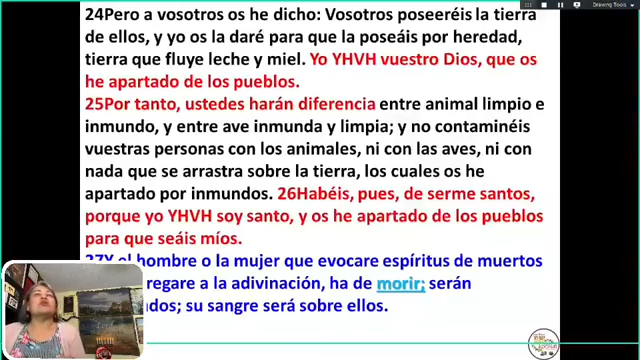 Drawing Tools
24Pero a vosotros os he dicho: Vosotros poseeréis la tierra
de ellos, y yo os la daré para que la poseáis por heredad,
tierra que fluye leche y miel. Yo YHVH vuestro Dios, que os
he apartado de los pueblos.
25Por tanto, ustedes harán diferencia entre animal limpio e
inmundo, y entre ave inmunda y limpia; y no contaminéis
vuestras personas con los animales, ni con las aves, ni con
nada que se arrastra sobre la tierra, los cuales os he
apartado por inmundos. 26Habéis, pues, de serme santos,
porque yo YHVH soy santo, y os he apartado de los pueblos
para que seáis míos.
27Y el hombre o la mujer que evocare espíritus de muertos
regare a la adivinación, ha de morir; serán
ados; su sangre será sobre ellos.